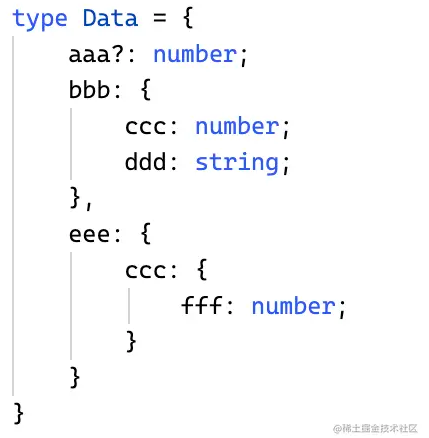 type Data = {
    aaa?: number;
    bbb: {
        ccc: number;
        ddd: string;
    },
    eee: {
        ccc: {
            fff: number;
        }
    }
}
@稀土掘金技术社区